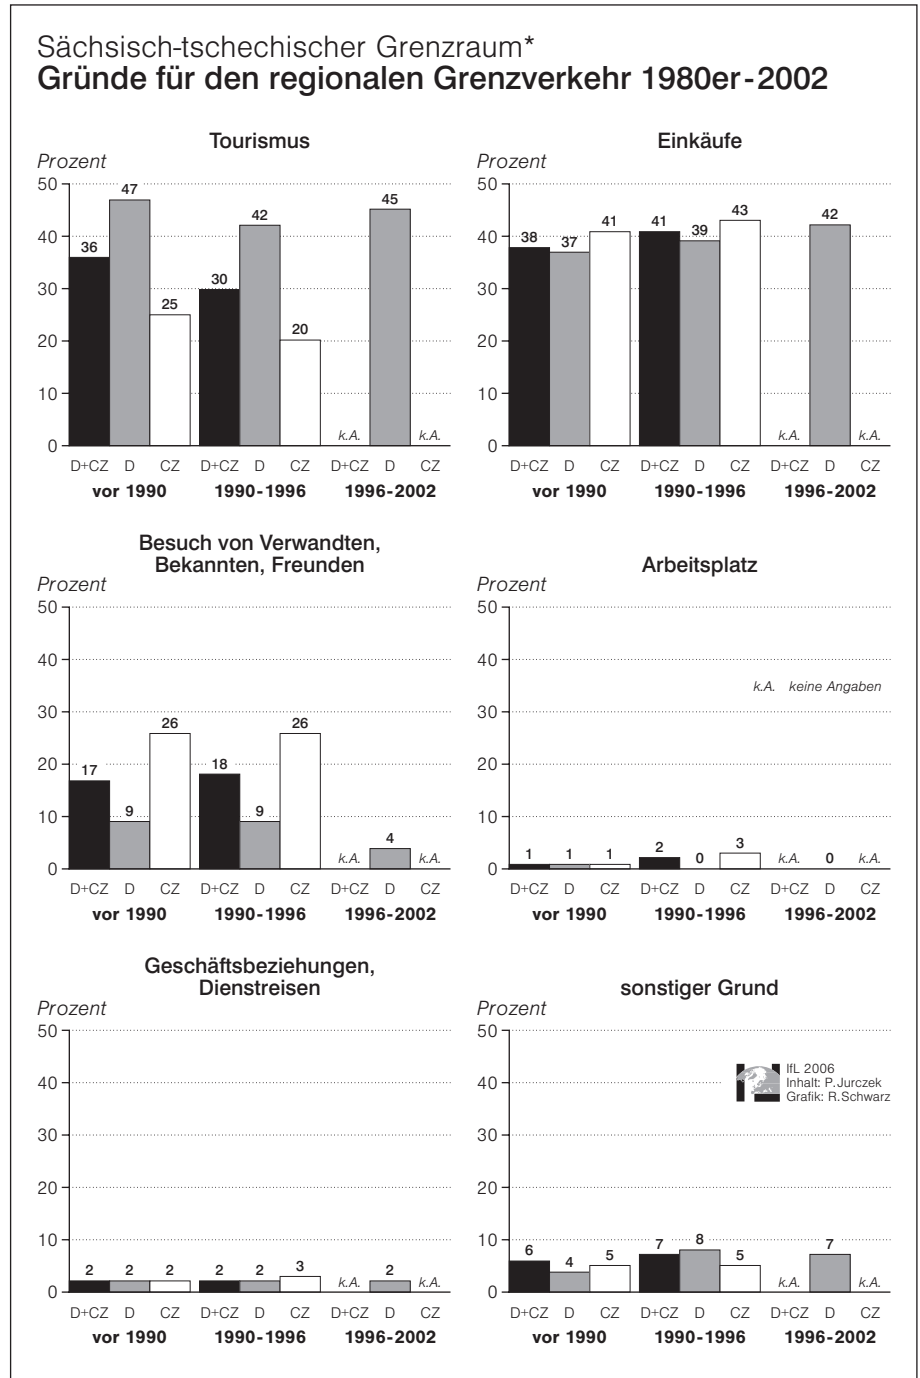 Sächsisch-tschechischer Grenzraum*
Gründe für den regionalen Grenzverkehr 1980er-2002
Tourismus
Prozent
50
40
30
20
10
0
36
47
25
30
42
20
k.A.
45
k.A.
D+CZ D CZ D+CZ D CZ D+CZ D CZ
vor 1990 1990-1996 1996-2002
Einkäufe
Prozent
50
40
30
20
10
0
38
37
41
41
39
43
k.A.
42
k.A.
D+CZ D CZ D+CZ D CZ D+CZ D CZ
vor 1990 1990-1996 1996-2002
Besuch von Verwandten,
Bekannten, Freunden
Prozent
50
40
30
20
10
0
17
9
26
18
9
26
k.A.
4
k.A.
D+CZ D CZ D+CZ D CZ D+CZ D CZ
vor 1990 1990-1996 1996-2002
Arbeitsplatz
Prozent
50
40
30
20
10
0
k.A. keine Angaben
1
1
1
2
0
3
k.A.
0
k.A.
D+CZ D CZ D+CZ D CZ D+CZ D CZ
vor 1990 1990-1996 1996-2002
Geschäftsbeziehungen,
Dienstreisen
Prozent
50
40
30
20
10
0
2
2
2
2
2
3
k.A.
2
k.A.
D+CZ D CZ D+CZ D CZ D+CZ D CZ
vor 1990 1990-1996 1996-2002
sonstiger Grund
Prozent
50
40
30
20
10
0
IfL 2006
Inhalt: P.Jurczek
Grafik: R.Schwarz
6
4
5
7
8
5
k.A.
7
k.A.
D+CZ D CZ D+CZ D CZ D+CZ D CZ
vor 1990 1990-1996 1996-2002